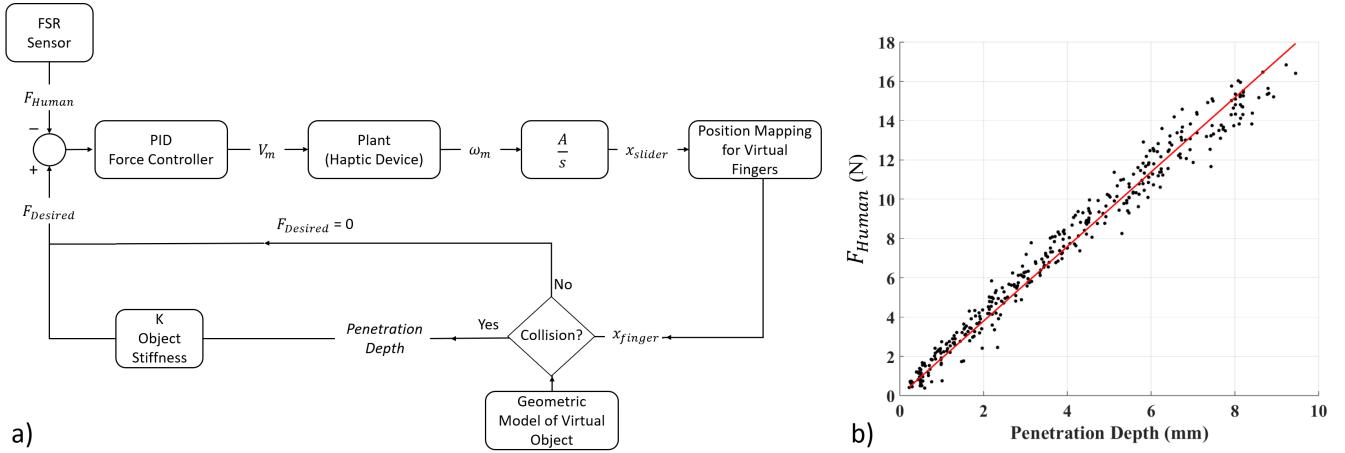 FSR
Sensor
F_Human
−
+
PID
Force Controller
V_m
Plant
(Haptic Device)
ω_m
A
s
x_slider
Position Mapping
for Virtual
Fingers
F_Desired
F_Desired = 0
No
K
Object
Stiffness
Penetration
Depth
Yes
Collision?
x_finger
Geometric
Model of Virtual
Object
a)
18
16
14
12
10
8
6
4
2
0
F_Human (N)
0 2 4 6 8 10
Penetration Depth (mm)
b)